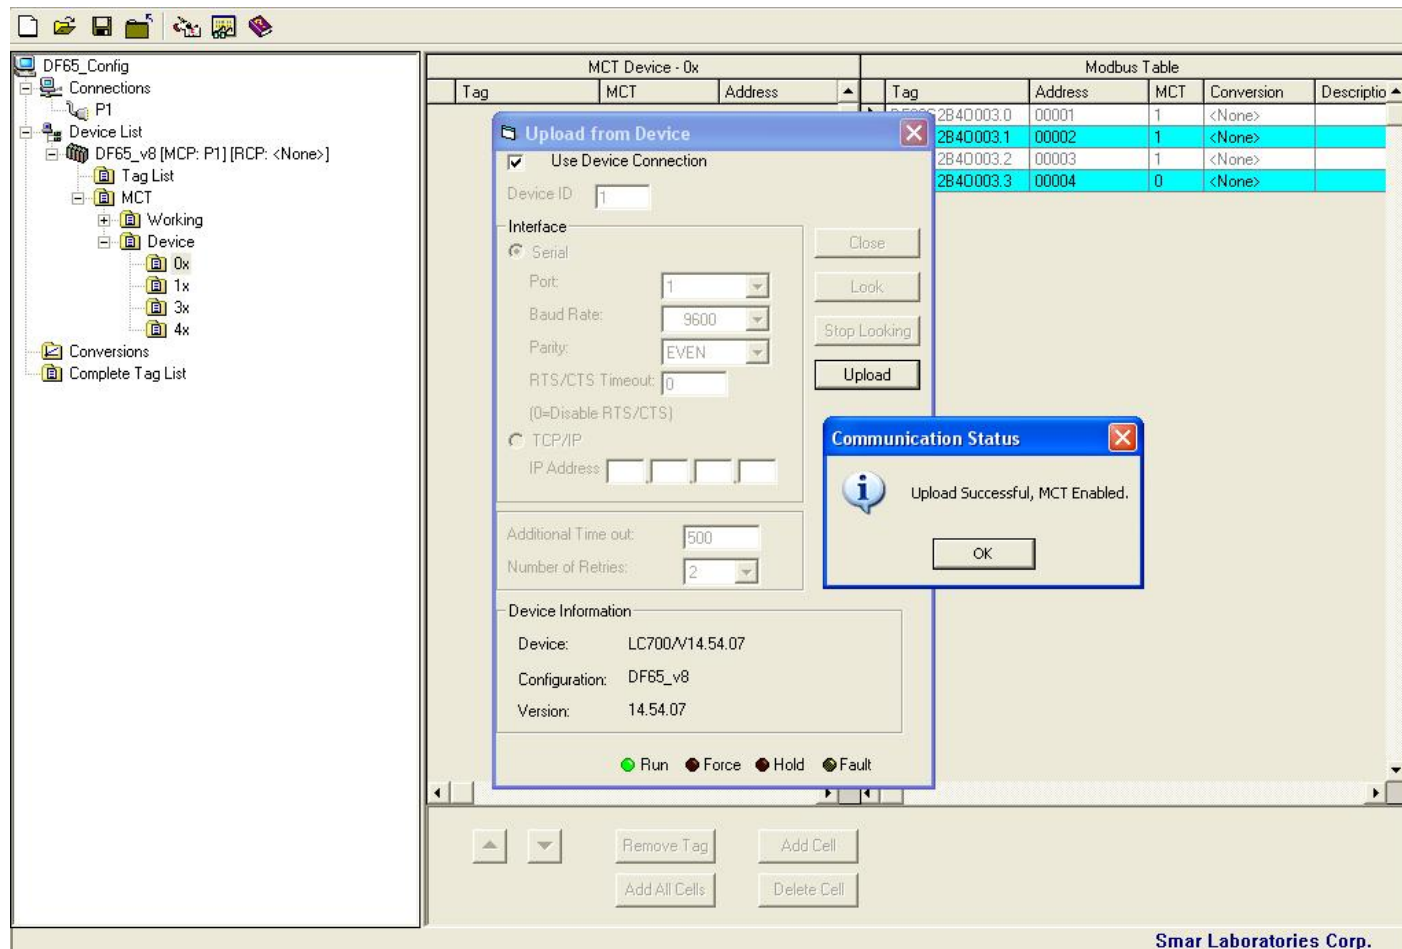 DF65_Config
Connections
P1
Device List
DF65_v8 [MCP: P1] [RCP: <None>]
Tag List
MCT
Working
Device
0x
1x
3x
4x
Conversions
Complete Tag List
MCT Device - 0x
Tag MCT Address
Modbus Table
Tag Address MCT Conversion Descriptio
2B4O003.0 00001 1 <None>
2B4O003.1 00002 1 <None>
2B4O003.2 00003 1 <None>
2B4O003.3 00004 0 <None>
Upload from Device
Use Device Connection
Device ID 1
Interface
Serial
Port: 1
Baud Rate: 9600
Parity: EVEN
RTS/CTS Timeout: 0
(0=Disable RTS/CTS)
TCP/IP
IP Address . . .
Close
Look
Stop Looking
Upload
Additional Time out: 500
Number of Retries: 2
Device Information
Device: LC700/V14.54.07
Configuration: DF65_v8
Version: 14.54.07
Run Force Hold Fault
Communication Status
Upload Successful, MCT Enabled.
OK
Remove Tag Add Cell
Add All Cells Delete Cell
Smar Laboratories Corp.